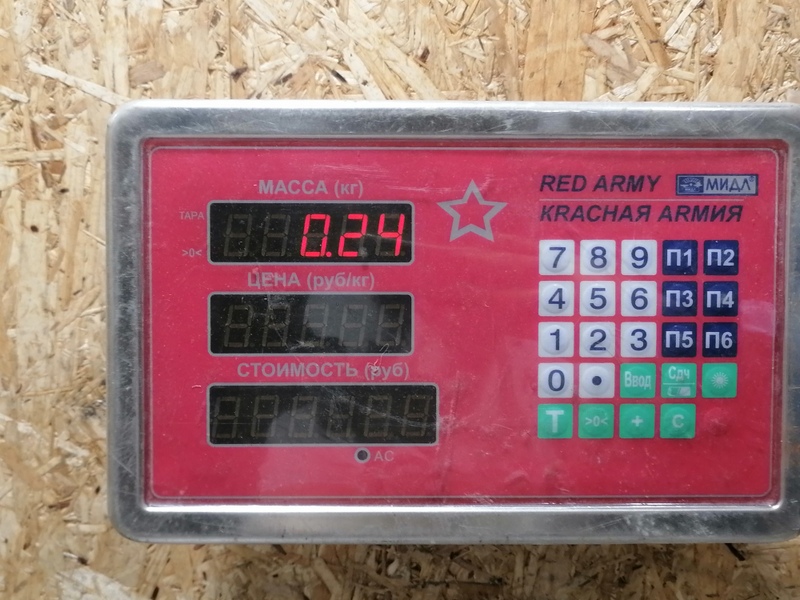 МАССА (кг)
ТАРА
>0<
0.24
ЦЕНА (руб/кг)
СТОИМОСТЬ (руб)
АС
RED ARMY МИДЛ
КRАСНАЯ АRМИЯ
7 8 9 П1 П2
4 5 6 П3 П4
1 2 3 П5 П6
0 • Ввод Сдч
T >0< + C